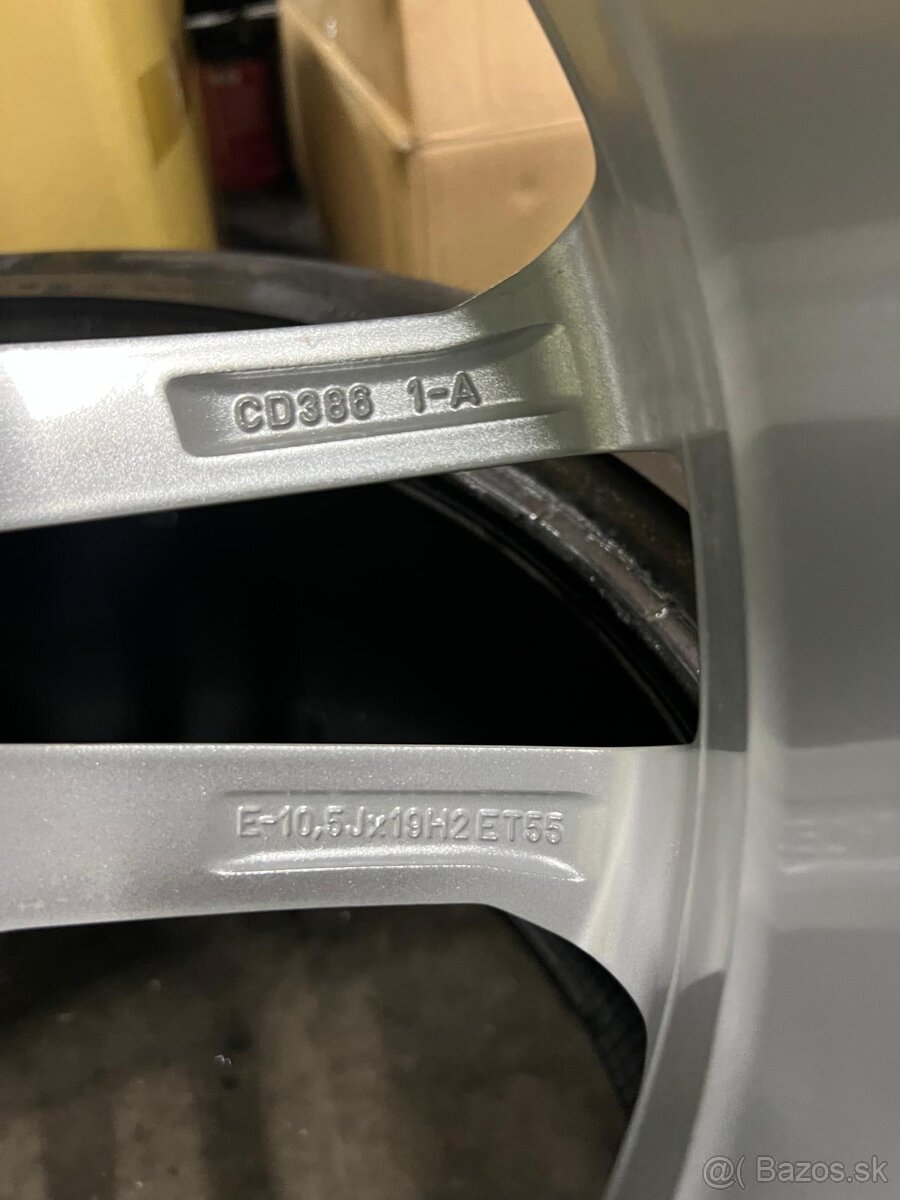 CD386 1-A
E-10,5Jx19H2 ET55
@( Bazos.sk